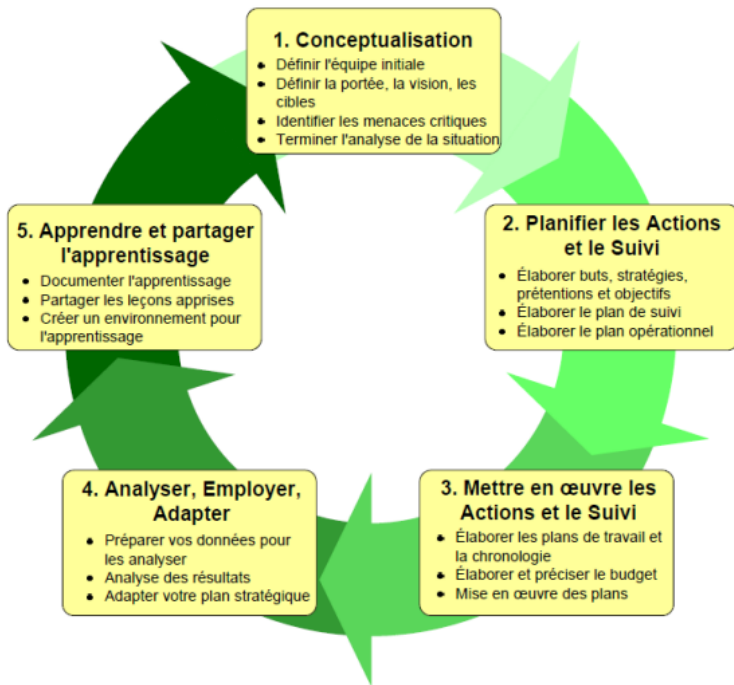 1. Conceptualisation
• Définir l'équipe initiale
• Définir la portée, la vision, les
cibles
• Identifier les menaces critiques
• Terminer l'analyse de la situation
2. Planifier les Actions
et le Suivi
• Élaborer buts, stratégies,
prétentions et objectifs
• Élaborer le plan de suivi
• Élaborer le plan opérationnel
3. Mettre en œuvre les
Actions et le Suivi
• Élaborer les plans de travail et
la chronologie
• Élaborer et préciser le budget
• Mise en œuvre des plans
4. Analyser, Employer,
Adapter
• Préparer vos données pour
les analyser
• Analyse des résultats
• Adapter votre plan stratégique
5. Apprendre et partager
l'apprentissage
• Documenter l'apprentissage
• Partager les leçons apprises
• Créer un environnement pour
l'apprentissage